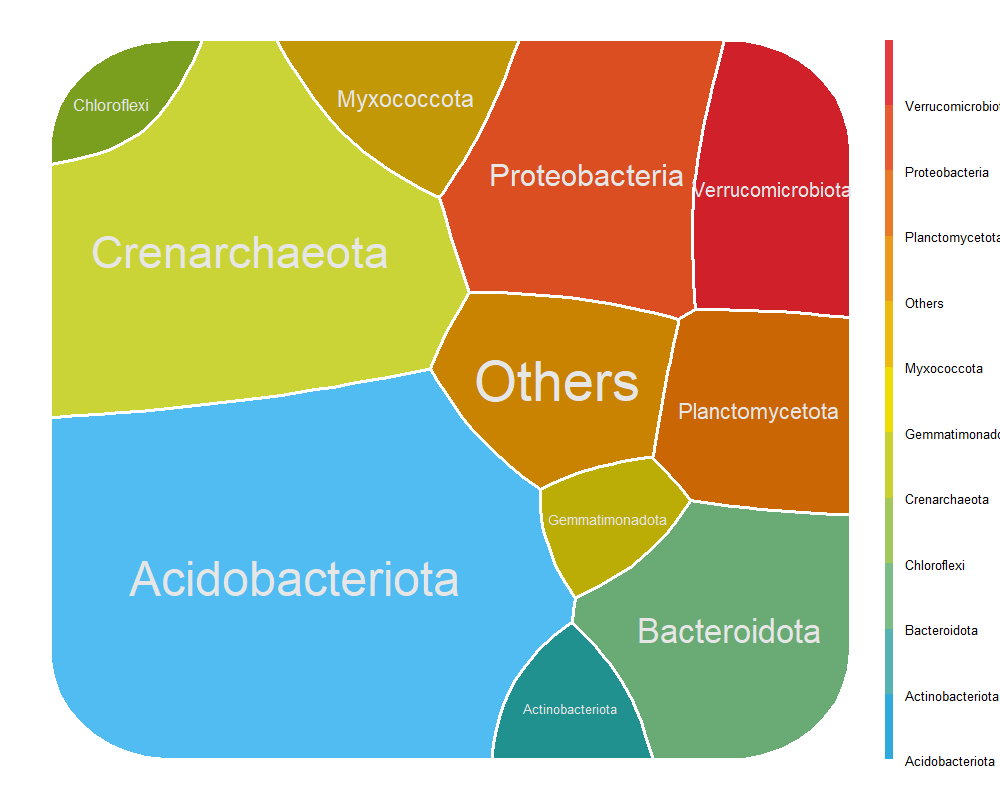 Chloroflexi
Myxococcota
Proteobacteria
Verrucomicrobiota
Crenarchaeota
Others
Planctomycetota
Gemmatimonadota
Acidobacteriota
Bacteroidota
Actinobacteriota
Verrucomicrobiot
Proteobacteria
Planctomycetota
Others
Myxococcota
Gemmatimonado
Crenarchaeota
Chloroflexi
Bacteroidota
Actinobacteriota
Acidobacteriota